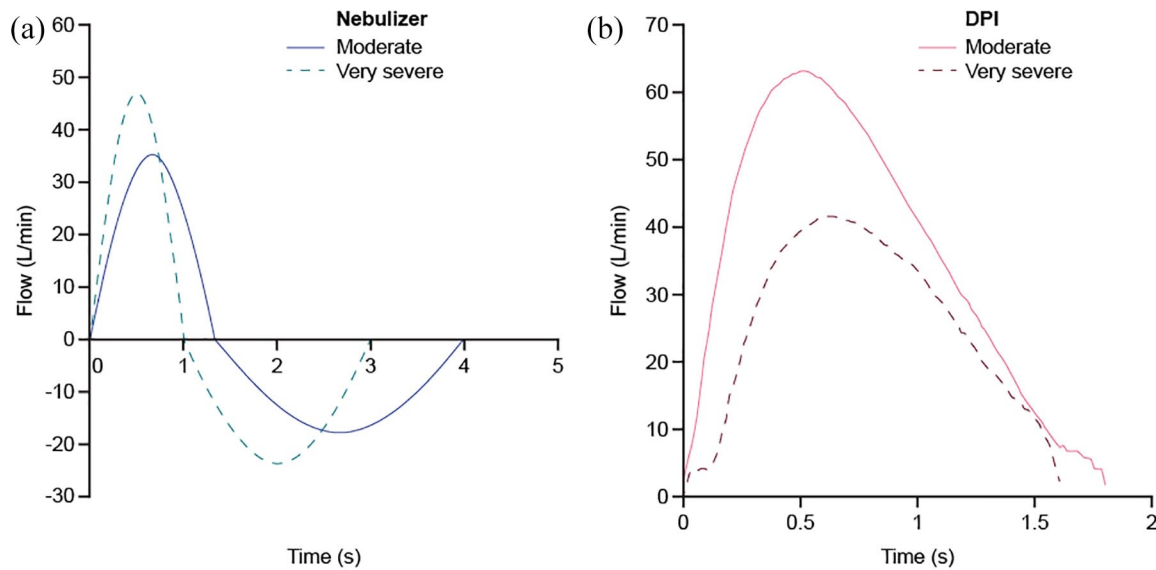 (a)
Nebulizer
Moderate
Very severe
60
50
40
30
20
10
0
-10
-20
-30
Flow (L/min)
0 1 2 3 4 5
Time (s)
(b)
DPI
Moderate
Very severe
70
60
50
40
30
20
10
0
Flow (L/min)
0 0.5 1 1.5 2
Time (s)